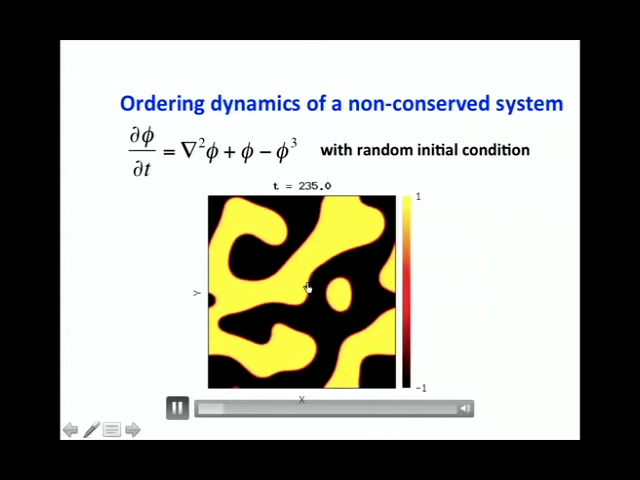 Ordering dynamics of a non-conserved system
∂ϕ/∂t = ∇²ϕ + ϕ − ϕ³ with random initial condition
t = 235.0
1
Y
−1
X